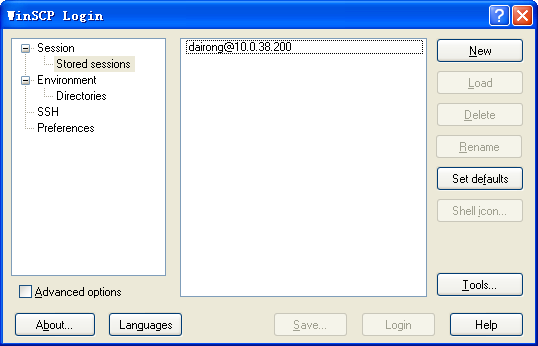 WinSCP Login
Session
Stored sessions
Environment
Directories
SSH
Preferences
Advanced options
dairong@10.0.38.200
New
Load
Delete
Rename
Set defaults
Shell icon...
Tools...
About...
Languages
Save...
Login
Help